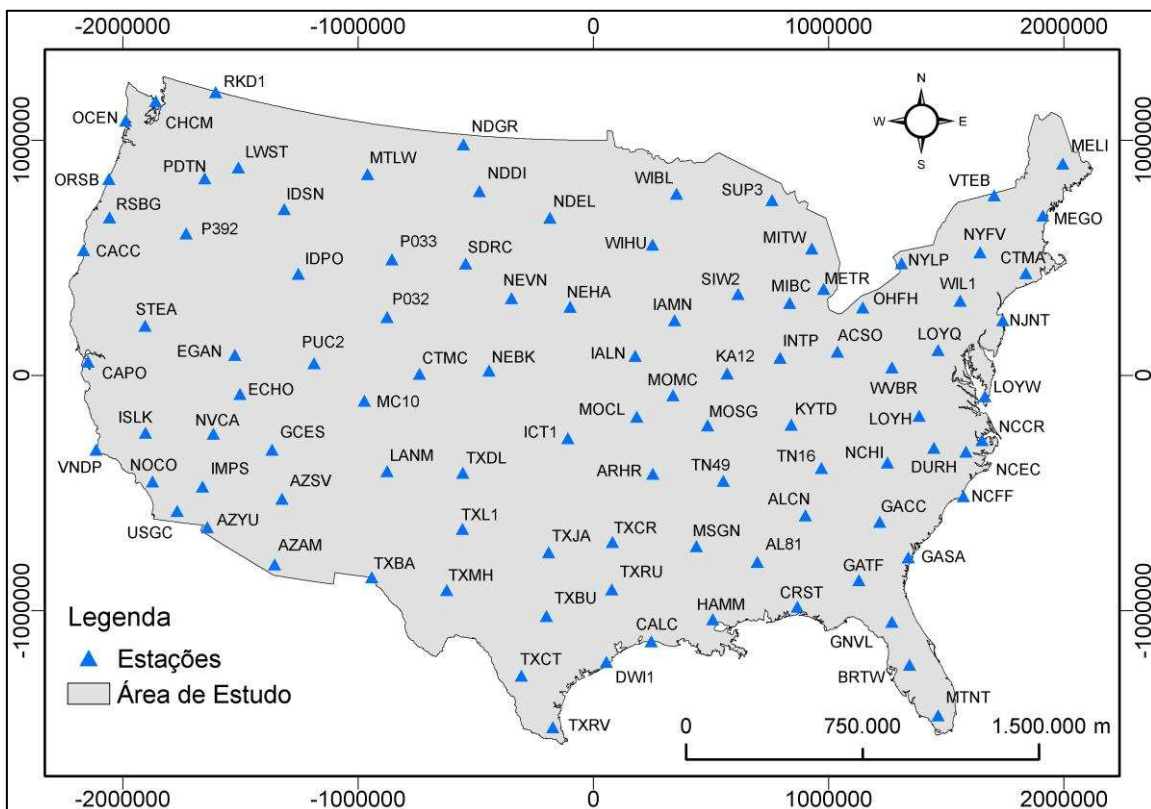 -2000000 -1000000 0 1000000 2000000
N
W E
S
RKD1
OCEN
CHCM
NDGR
1000000 1000000
MELI
LWST
PDTN
MTLW
NDDI
WIBL
SUP3
VTEB
ORSB
IDSN
RSBG
NDEL
MEGO
P392
P033
WIHU
MITW
NYFV
CACC
SDRC
NYLP
CTMA
IDPO
NEVN
SIW2
MIBC
METR
WIL1
NEHA
P032
IAMN
OHFH
STEA
NJNT
PUC2
INTP
ACSO
LOYQ
EGAN
IALN
KA12
CTMC
NEBK
0 0
CAPO
MOMC
WVBR
LOYW
ECHO
MC10
ISLK
NVCA
MOCL
MOSG
KYTD
LOYH
GCES
ICT1
NCCR
VNDP
NOCO
IMPS
LANM
TXDL
ARHR
TN49
TN16
NCHI
DURH
NCEC
AZSV
ALCN
NCFF
USGC
AZYU
TXL1
TXCR
MSGN
GACC
AZAM
TXJA
AL81
GASA
TXBA
TXMH
TXRU
GATF
TXBU
HAMM
CRST
-1000000 -1000000
Legenda
CALC
GNVL
Estações
DWI1
BRTW
TXCT
Área de Estudo
MTNT
TXRV
0 750.000 1.500.000 m
-2000000 -1000000 0 1000000 2000000